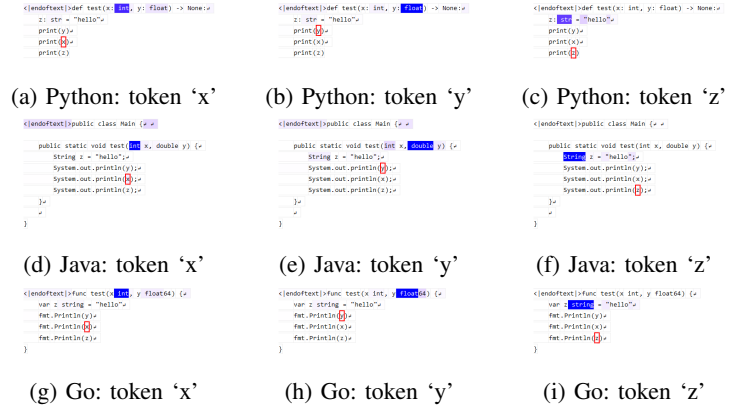 <|endoftext|>def test(x: int, y: float) -> None:↵
z: str = "hello"↵
print(y)↵
print(x)↵
print(z)
(a) Python: token ‘x’
<|endoftext|>def test(x: int, y: float) -> None:↵
z: str = "hello"↵
print(y)↵
print(x)↵
print(z)
(b) Python: token ‘y’
<|endoftext|>def test(x: int, y: float) -> None:↵
z: str = "hello"↵
print(y)↵
print(x)↵
print(z)
(c) Python: token ‘z’
<|endoftext|>public class Main {↵ ↵
public static void test(int x, double y) {↵
String z = "hello";↵
System.out.println(y);↵
System.out.println(x);↵
System.out.println(z);↵
}↵
↵
}
(d) Java: token ‘x’
<|endoftext|>public class Main {↵ ↵
public static void test(int x, double y) {↵
String z = "hello";↵
System.out.println(y);↵
System.out.println(x);↵
System.out.println(z);↵
}↵
↵
}
(e) Java: token ‘y’
<|endoftext|>public class Main {↵ ↵
public static void test(int x, double y) {↵
String z = "hello";↵
System.out.println(y);↵
System.out.println(x);↵
System.out.println(z);↵
}↵
↵
}
(f) Java: token ‘z’
<|endoftext|>func test(x int, y float64) {↵
var z string = "hello"↵
fmt.Println(y)↵
fmt.Println(x)↵
fmt.Println(z)↵
}
(g) Go: token ‘x’
<|endoftext|>func test(x int, y float64) {↵
var z string = "hello"↵
fmt.Println(y)↵
fmt.Println(x)↵
fmt.Println(z)↵
}
(h) Go: token ‘y’
<|endoftext|>func test(x int, y float64) {↵
var z string = "hello"↵
fmt.Println(y)↵
fmt.Println(x)↵
fmt.Println(z)↵
}
(i) Go: token ‘z’